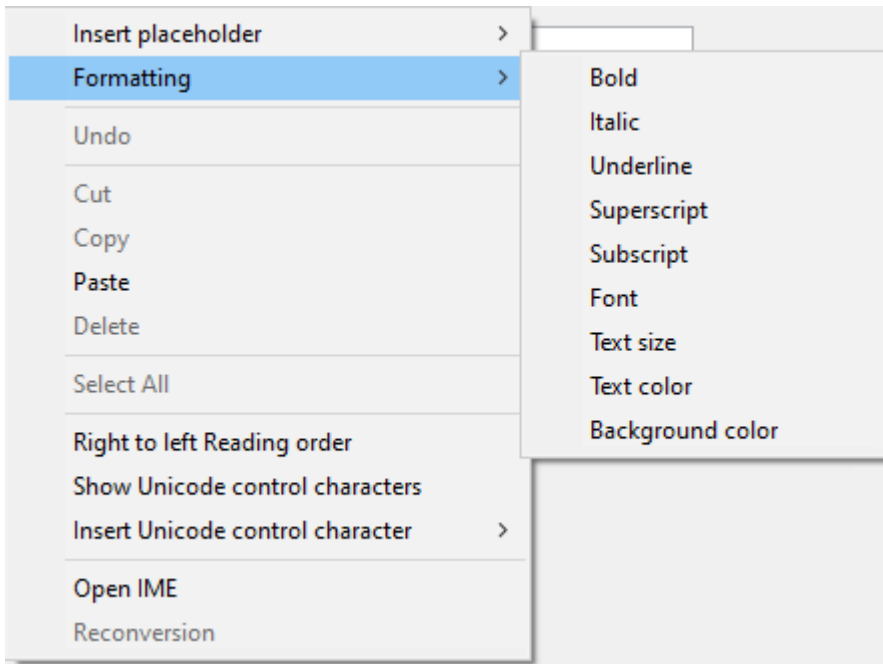 Insert placeholder
Formatting
Undo
Cut
Copy
Paste
Delete
Select All
Right to left Reading order
Show Unicode control characters
Insert Unicode control character
Open IME
Reconversion
Bold
Italic
Underline
Superscript
Subscript
Font
Text size
Text color
Background color